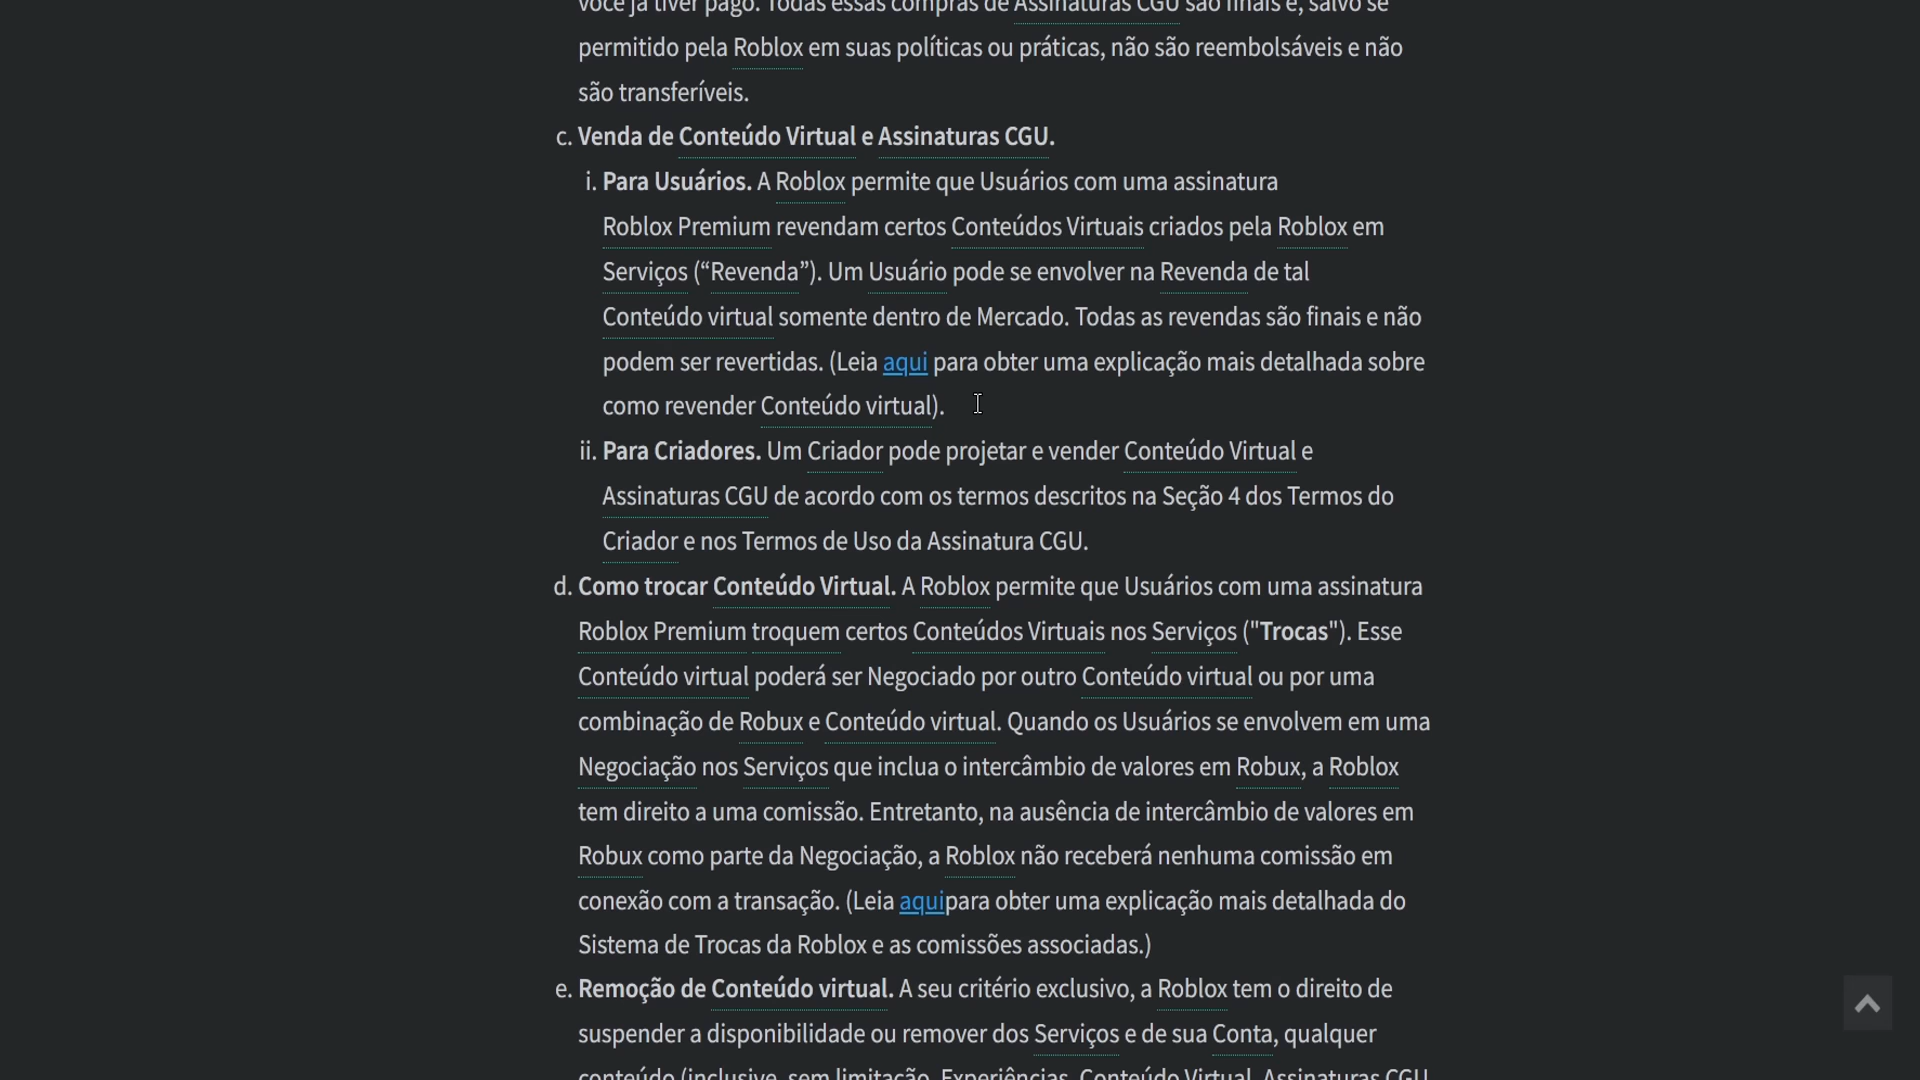 você já tiver pago. Todas essas compras de Assinaturas CGU são finais e, salvo se
permitido pela Roblox em suas políticas ou práticas, não são reembolsáveis e não
são transferíveis.
c. Venda de Conteúdo Virtual e Assinaturas CGU.
i. Para Usuários. A Roblox permite que Usuários com uma assinatura
Roblox Premium revendam certos Conteúdos Virtuais criados pela Roblox em
Serviços (“Revenda”). Um Usuário pode se envolver na Revenda de tal
Conteúdo virtual somente dentro de Mercado. Todas as revendas são finais e não
podem ser revertidas. (Leia aqui para obter uma explicação mais detalhada sobre
como revender Conteúdo virtual).
ii. Para Criadores. Um Criador pode projetar e vender Conteúdo Virtual e
Assinaturas CGU de acordo com os termos descritos na Seção 4 dos Termos do
Criador e nos Termos de Uso da Assinatura CGU.
d. Como trocar Conteúdo Virtual. A Roblox permite que Usuários com uma assinatura
Roblox Premium troquem certos Conteúdos Virtuais nos Serviços ("Trocas"). Esse
Conteúdo virtual poderá ser Negociado por outro Conteúdo virtual ou por uma
combinação de Robux e Conteúdo virtual. Quando os Usuários se envolvem em uma
Negociação nos Serviços que inclua o intercâmbio de valores em Robux, a Roblox
tem direito a uma comissão. Entretanto, na ausência de intercâmbio de valores em
Robux como parte da Negociação, a Roblox não receberá nenhuma comissão em
conexão com a transação. (Leia aquipara obter uma explicação mais detalhada do
Sistema de Trocas da Roblox e as comissões associadas.)
e. Remoção de Conteúdo virtual. A seu critério exclusivo, a Roblox tem o direito de
suspender a disponibilidade ou remover dos Serviços e de sua Conta, qualquer
conteúdo (inclusive, sem limitação, Experiências, Conteúdo Virtual, Assinaturas CGU